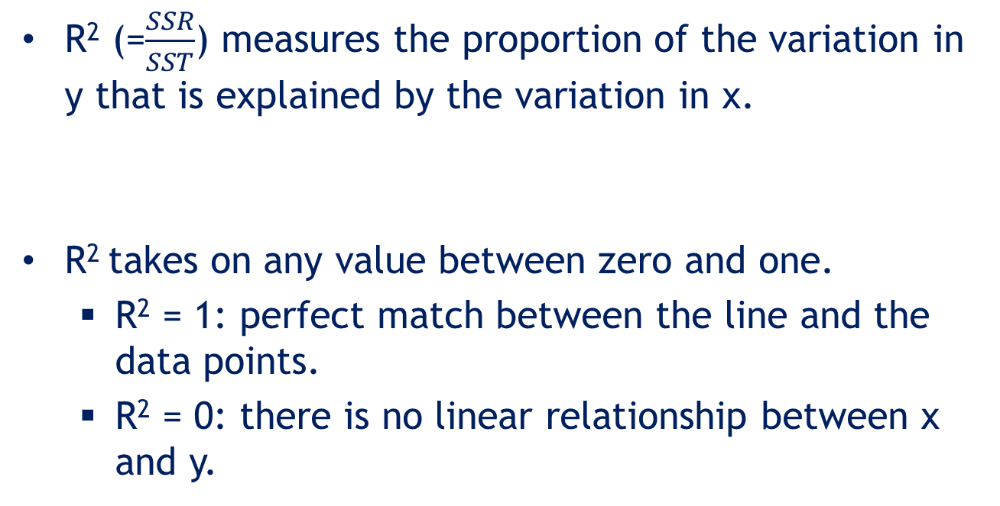 • R² (=SSR/SST) measures the proportion of the variation in
y that is explained by the variation in x.
• R² takes on any value between zero and one.
▪ R² = 1: perfect match between the line and the
data points.
▪ R² = 0: there is no linear relationship between x
and y.